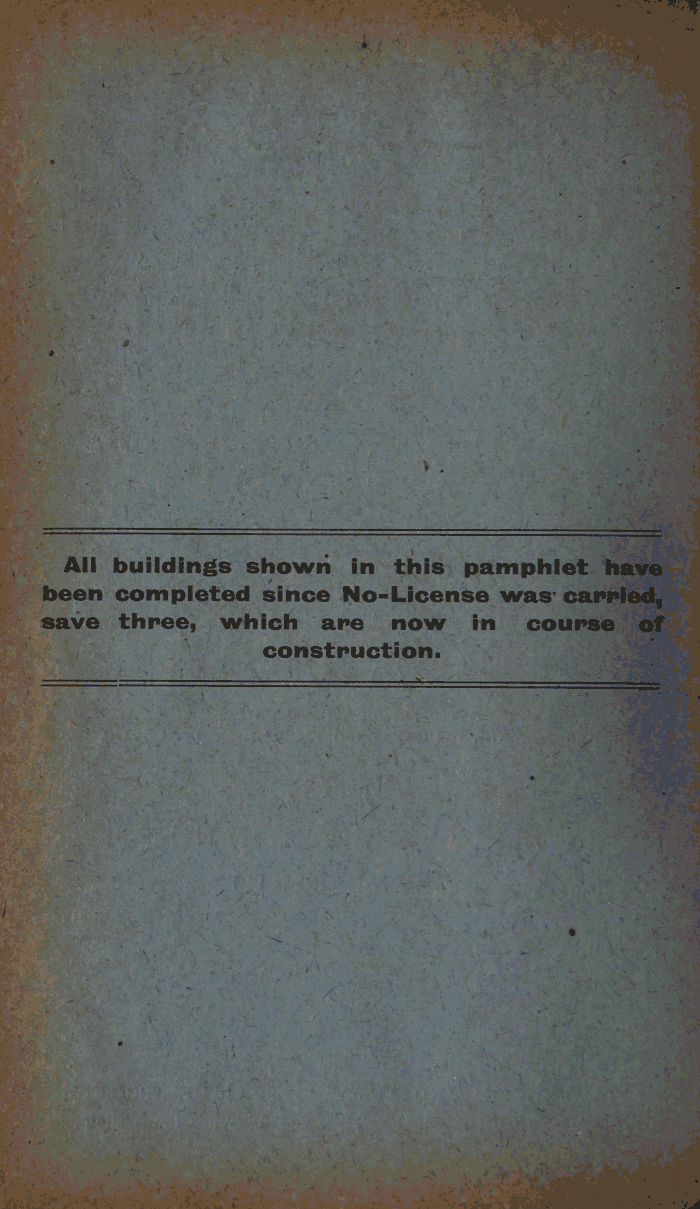 All buildings shown in this pamphlet have
been completed since No-License was carried,
save three, which are now in course of
construction.